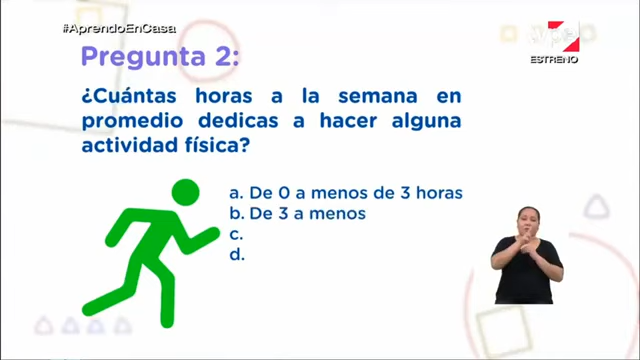 #AprendoEnCasa
ESTRENO
Pregunta 2:
¿Cuántas horas a la semana en
promedio dedicas a hacer alguna
actividad física?
a. De 0 a menos de 3 horas
b. De 3 a menos
c.
d.